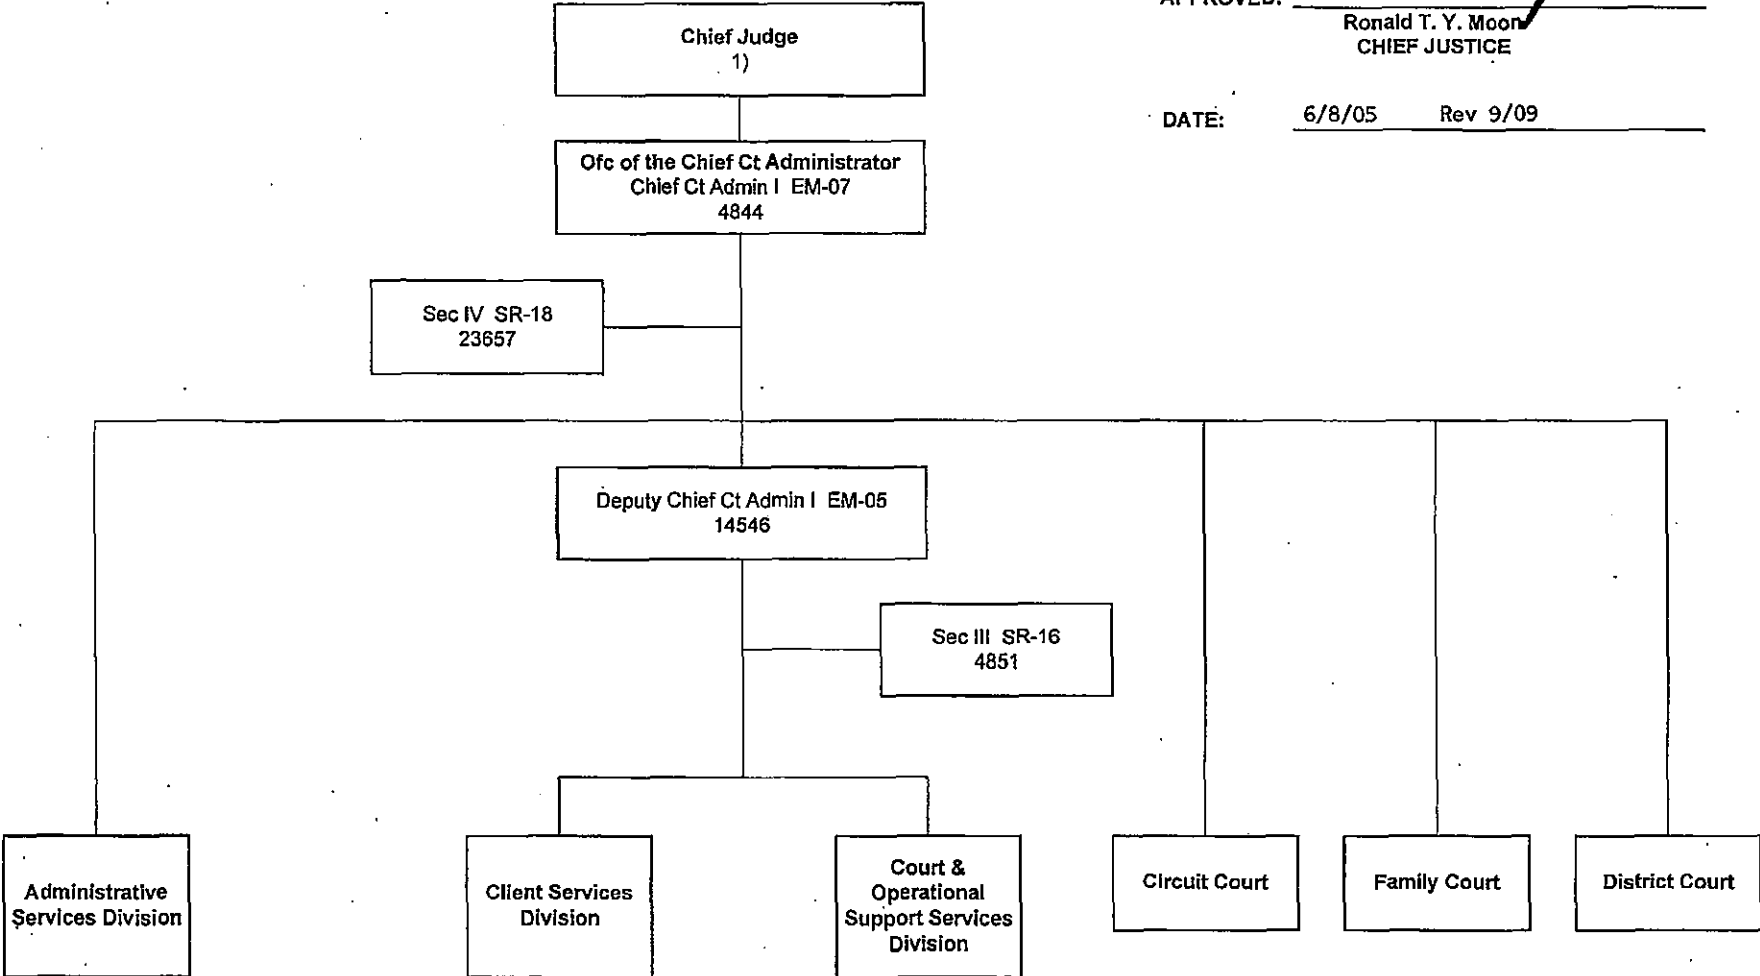 APPROVED:
Ronald T. Y. Moon
CHIEF JUSTICE
DATE: 6/8/05 Rev 9/09
Chief Judge
1)
Ofc of the Chief Ct Administrator
Chief Ct Admin I EM-07
4844
Sec IV SR-18
23657
Deputy Chief Ct Admin I EM-05
14546
Sec III SR-16
4851
Administrative
Services Division
Client Services
Division
Court &
Operational
Support Services
Division
Circuit Court
Family Court
District Court